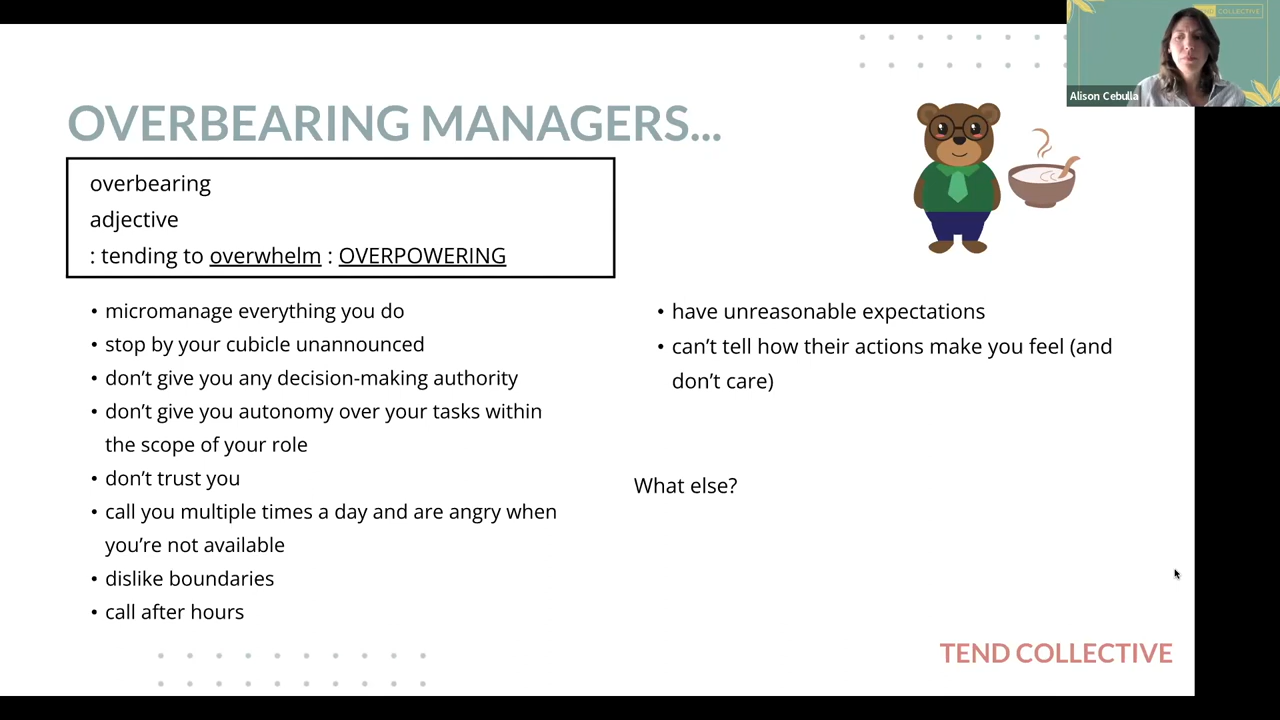 COLLECTIVE
Alison Cebulla
OVERBEARING MANAGERS...
overbearing
adjective
: tending to overwhelm : OVERPOWERING
• micromanage everything you do
• stop by your cubicle unannounced
• don’t give you any decision-making authority
• don’t give you autonomy over your tasks within
the scope of your role
• don’t trust you
• call you multiple times a day and are angry when
you’re not available
• dislike boundaries
• call after hours
• have unreasonable expectations
• can’t tell how their actions make you feel (and
don’t care)
What else?
TEND COLLECTIVE